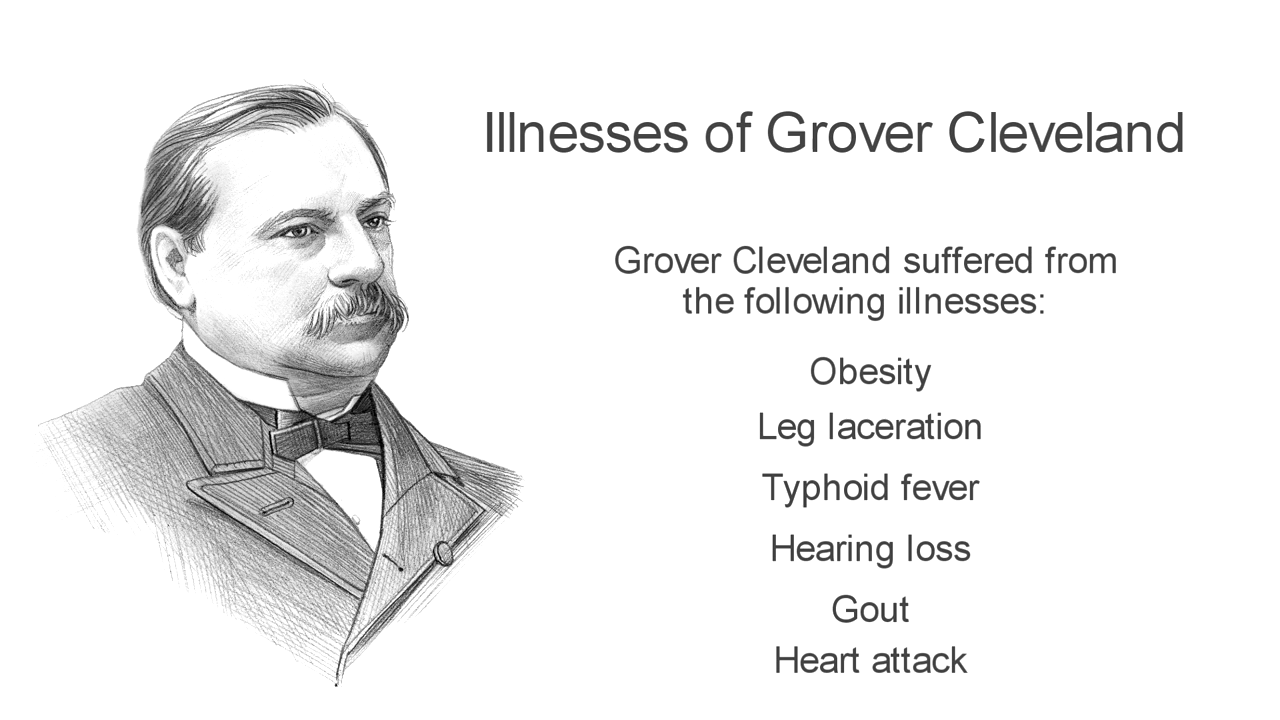 Illnesses of Grover Cleveland
Grover Cleveland suffered from
the following illnesses:
Obesity
Leg laceration
Typhoid fever
Hearing loss
Gout
Heart attack